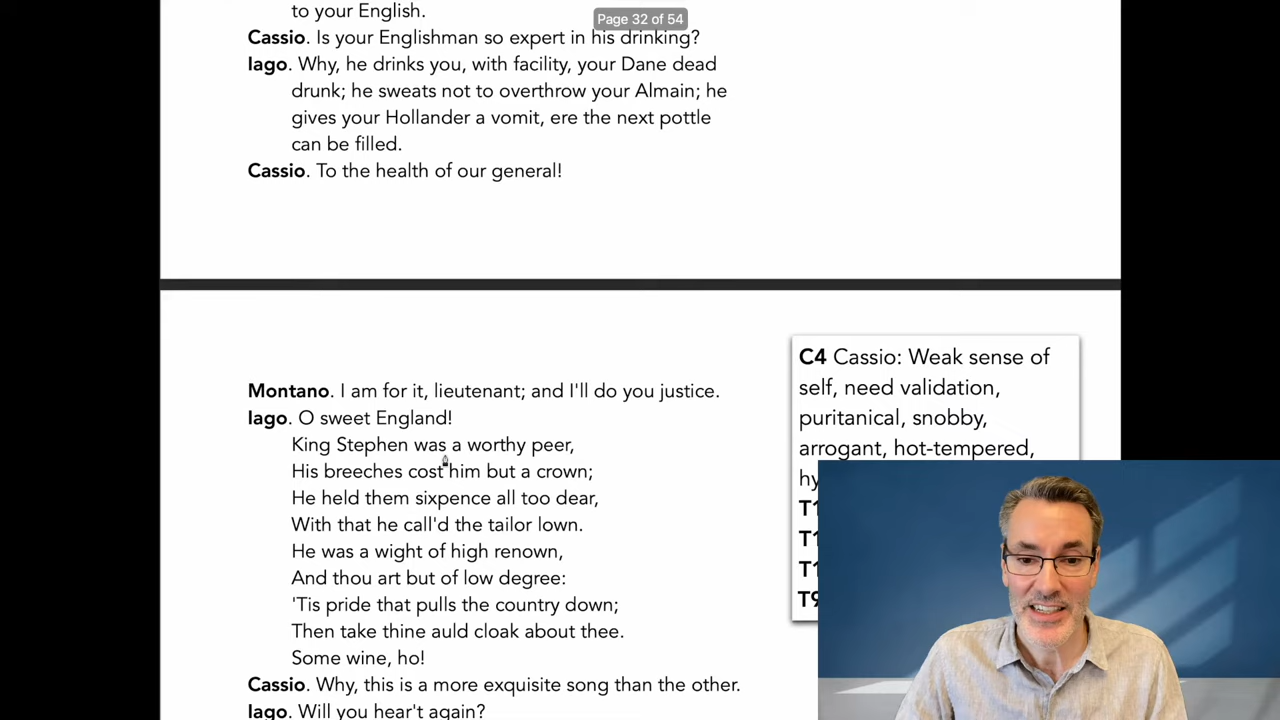 to your English.
Page 32 of 54
Cassio. Is your Englishman so expert in his drinking?
Iago. Why, he drinks you, with facility, your Dane dead
drunk; he sweats not to overthrow your Almain; he
gives your Hollander a vomit, ere the next pottle
can be filled.
Cassio. To the health of our general!
Montano. I am for it, lieutenant; and I'll do you justice.
Iago. O sweet England!
King Stephen was a worthy peer,
His breeches cost him but a crown;
He held them sixpence all too dear,
With that he call'd the tailor lown.
He was a wight of high renown,
And thou art but of low degree:
'Tis pride that pulls the country down;
Then take thine auld cloak about thee.
Some wine, ho!
Cassio. Why, this is a more exquisite song than the other.
Iago. Will you hear't again?
C4 Cassio: Weak sense of
self, need validation,
puritanical, snobby,
arrogant, hot-tempered,